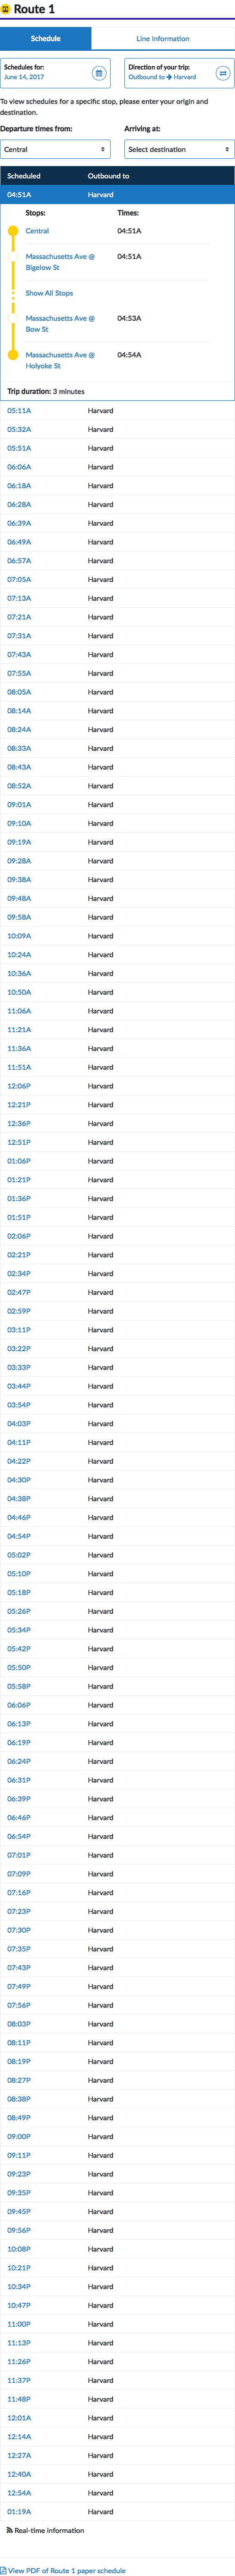 Route 1
Schedule Line Information
Schedules for: Direction of your trip:
June 14, 2017 Outbound to → Harvard
To view schedules for a specific stop, please enter your origin and
destination.
Departure times from: Arriving at:
Central Select destination
Scheduled Outbound to
04:51A Harvard
Stops: Times:
Central 04:51A
Massachusetts Ave @ 04:51A
Bigelow St
Show All Stops
Massachusetts Ave @ 04:53A
Bow St
Massachusetts Ave @ 04:54A
Holyoke St
Trip duration: 3 minutes
05:11A Harvard
05:32A Harvard
05:51A Harvard
06:06A Harvard
06:18A Harvard
06:28A Harvard
06:39A Harvard
06:49A Harvard
06:57A Harvard
07:05A Harvard
07:13A Harvard
07:21A Harvard
07:31A Harvard
07:43A Harvard
07:55A Harvard
08:05A Harvard
08:14A Harvard
08:24A Harvard
08:33A Harvard
08:43A Harvard
08:52A Harvard
09:01A Harvard
09:10A Harvard
09:19A Harvard
09:28A Harvard
09:38A Harvard
09:48A Harvard
09:58A Harvard
10:09A Harvard
10:24A Harvard
10:36A Harvard
10:50A Harvard
11:06A Harvard
11:21A Harvard
11:36A Harvard
11:51A Harvard
12:06P Harvard
12:21P Harvard
12:36P Harvard
12:51P Harvard
01:06P Harvard
01:21P Harvard
01:36P Harvard
01:51P Harvard
02:06P Harvard
02:21P Harvard
02:34P Harvard
02:47P Harvard
02:59P Harvard
03:11P Harvard
03:22P Harvard
03:33P Harvard
03:44P Harvard
03:54P Harvard
04:03P Harvard
04:11P Harvard
04:22P Harvard
04:30P Harvard
04:38P Harvard
04:46P Harvard
04:54P Harvard
05:02P Harvard
05:10P Harvard
05:18P Harvard
05:26P Harvard
05:34P Harvard
05:42P Harvard
05:50P Harvard
05:58P Harvard
06:06P Harvard
06:13P Harvard
06:19P Harvard
06:24P Harvard
06:31P Harvard
06:39P Harvard
06:46P Harvard
06:54P Harvard
07:01P Harvard
07:09P Harvard
07:16P Harvard
07:23P Harvard
07:30P Harvard
07:35P Harvard
07:43P Harvard
07:49P Harvard
07:56P Harvard
08:03P Harvard
08:11P Harvard
08:19P Harvard
08:27P Harvard
08:38P Harvard
08:49P Harvard
09:00P Harvard
09:11P Harvard
09:23P Harvard
09:35P Harvard
09:45P Harvard
09:56P Harvard
10:08P Harvard
10:21P Harvard
10:34P Harvard
10:47P Harvard
11:00P Harvard
11:13P Harvard
11:26P Harvard
11:37P Harvard
11:48P Harvard
12:01A Harvard
12:14A Harvard
12:27A Harvard
12:40A Harvard
12:54A Harvard
01:19A Harvard
Real-time information
View PDF of Route 1 paper schedule